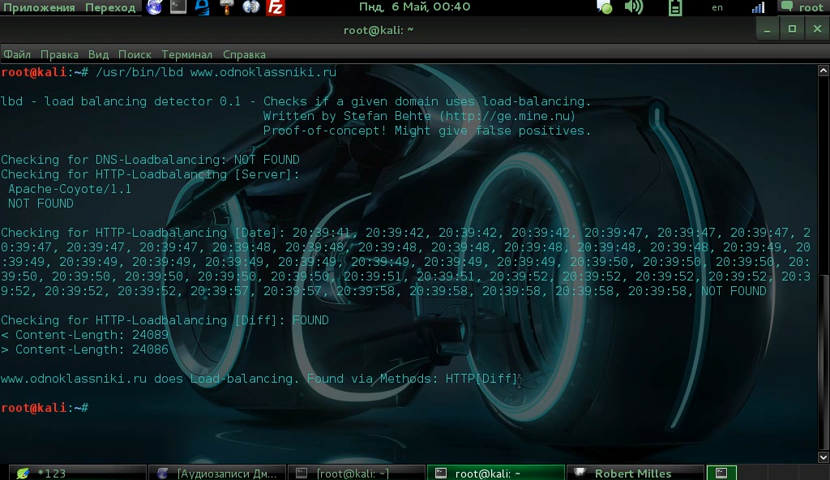 Приложения Переход Пнд, 6 Май, 00:40 en root
root@kali: ~
Файл Правка Вид Поиск Терминал Справка
root@kali:~# /usr/bin/lbd www.odnoklassniki.ru
lbd - load balancing detector 0.1 - Checks if a given domain uses load-balancing.
Written by Stefan Behte (http://ge.mine.nu)
Proof-of-concept! Might give false positives.
Checking for DNS-Loadbalancing: NOT FOUND
Checking for HTTP-Loadbalancing [Server]:
Apache-Coyote/1.1
NOT FOUND
Checking for HTTP-Loadbalancing [Date]: 20:39:41, 20:39:42, 20:39:42, 20:39:42, 20:39:47, 20:39:47, 20:39:47, 2
0:39:47, 20:39:47, 20:39:47, 20:39:48, 20:39:48, 20:39:48, 20:39:48, 20:39:48, 20:39:48, 20:39:48, 20:39:49, 20
:39:49, 20:39:49, 20:39:49, 20:39:49, 20:39:49, 20:39:49, 20:39:49, 20:39:50, 20:39:50, 20:39:50, 20:39:50, 20:
39:50, 20:39:50, 20:39:50, 20:39:50, 20:39:50, 20:39:51, 20:39:51, 20:39:52, 20:39:52, 20:39:52, 20:39:52, 20:3
9:52, 20:39:52, 20:39:52, 20:39:57, 20:39:57, 20:39:58, 20:39:58, 20:39:58, 20:39:58, 20:39:58, NOT FOUND
Checking for HTTP-Loadbalancing [Diff]: FOUND
< Content-Length: 24089
> Content-Length: 24086
www.odnoklassniki.ru does Load-balancing. Found via Methods: HTTP[Diff]
root@kali:~#
*123 [Аудиозаписи Дм... [root@kali: ~] root@kali: ~ Robert Milles